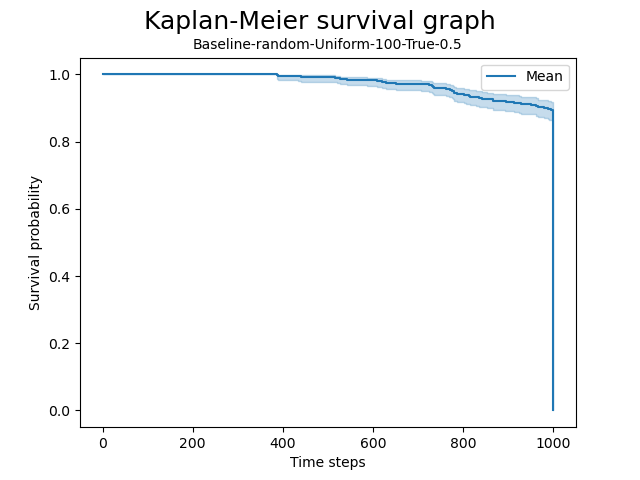 Kaplan-Meier survival graph
Baseline-random-Uniform-100-True-0.5
Mean
1.0
0.8
0.6
0.4
0.2
0.0
Survival probability
0 200 400 600 800 1000
Time steps